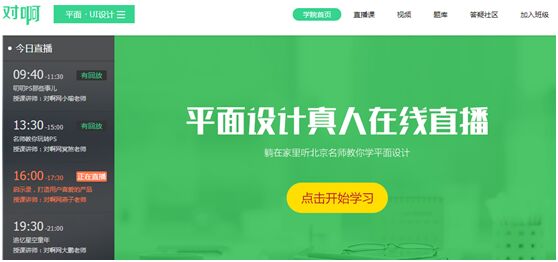 对啊
平面·UI设计
学院首页
直播课
视频
题库
答疑社区
加入班级
今日直播
09:40-11:30
有回放
叨叨PS那些事儿
授课讲师：对啊网小喻老师
13:30-15:00
有回放
名师教你玩转PS
授课讲师：对啊网冥煞老师
16:00-17:30
正在直播
启示录，打造用户喜爱的产品
授课讲师：对啊网燕子老师
19:30-21:00
追亿星空童年
授课讲师：对啊网大鹏老师
平面设计真人在线直播
躺在家里听北京名师教你学平面设计
点击开始学习